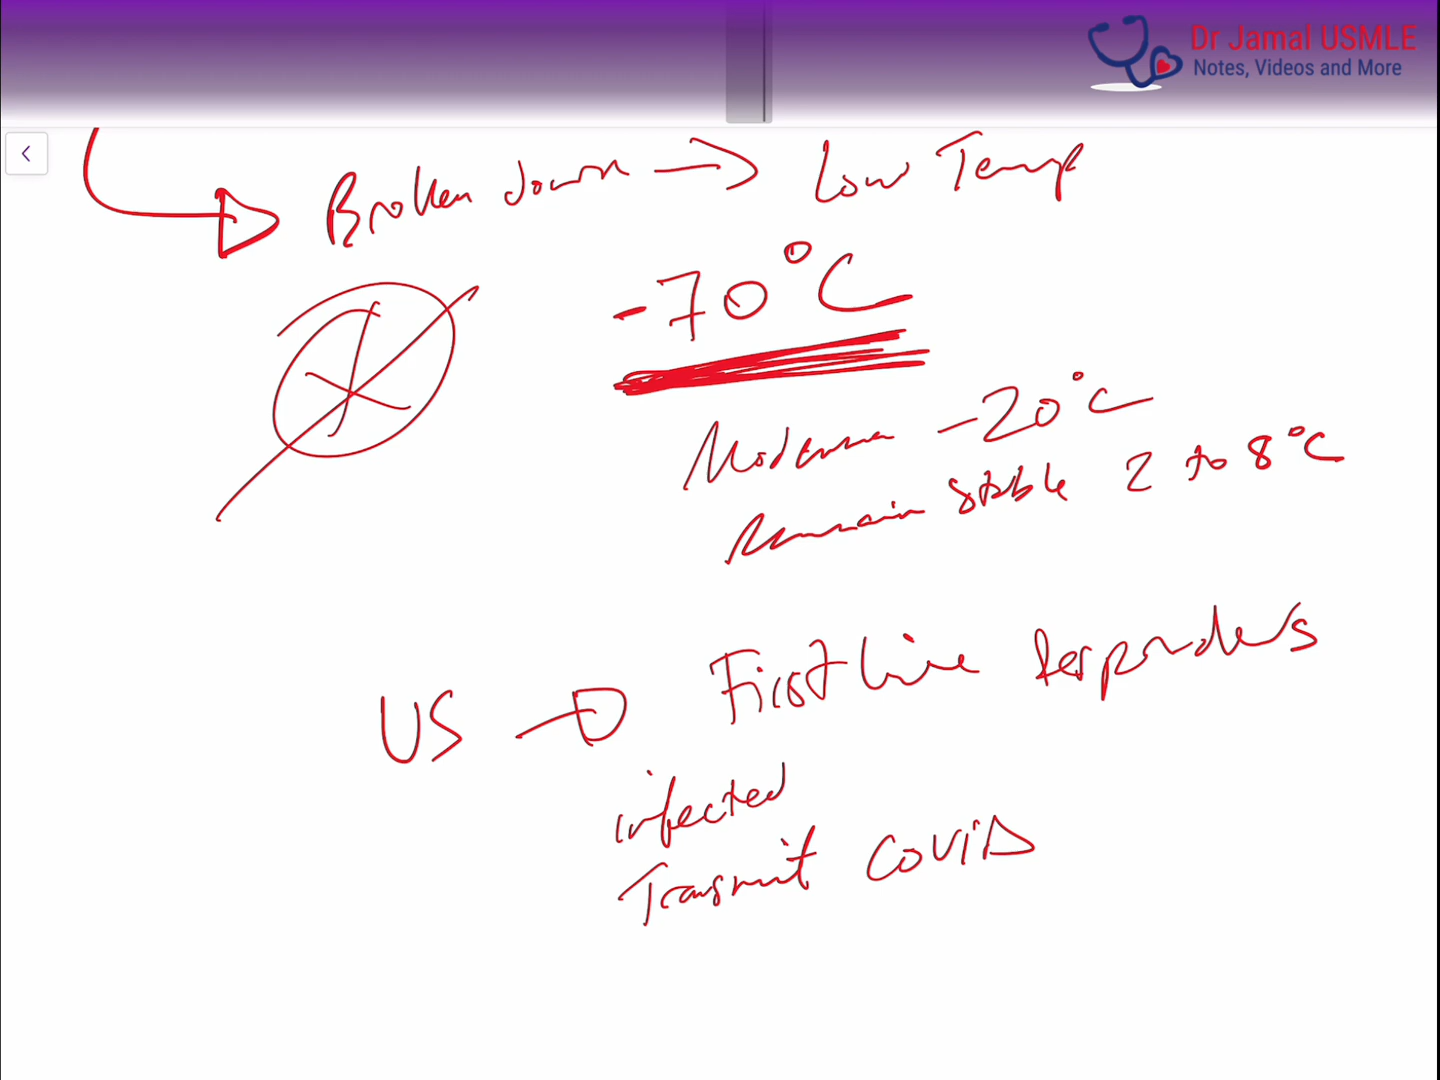 Dr Jamal USMLE
Notes, Videos and More
Broken down → Low Temp
-70°C
Moderna -20°C
Remain stable 2 to 8°C
US → First line Responders
infected
Transmit COVID